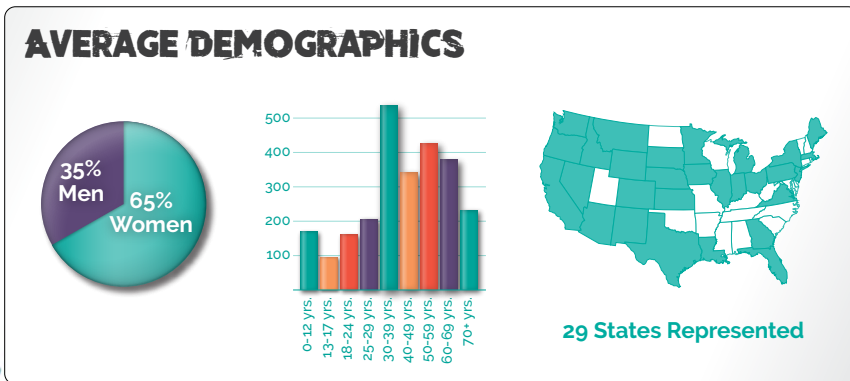 AVERAGE DEMOGRAPHICS
35%
Men
65%
Women
500
400
300
200
100
0-12 yrs.
13-17 yrs.
18-24 yrs.
25-29 yrs.
30-39 yrs.
40-49 yrs.
50-59 yrs.
60-69 yrs.
70+ yrs.
29 States Represented